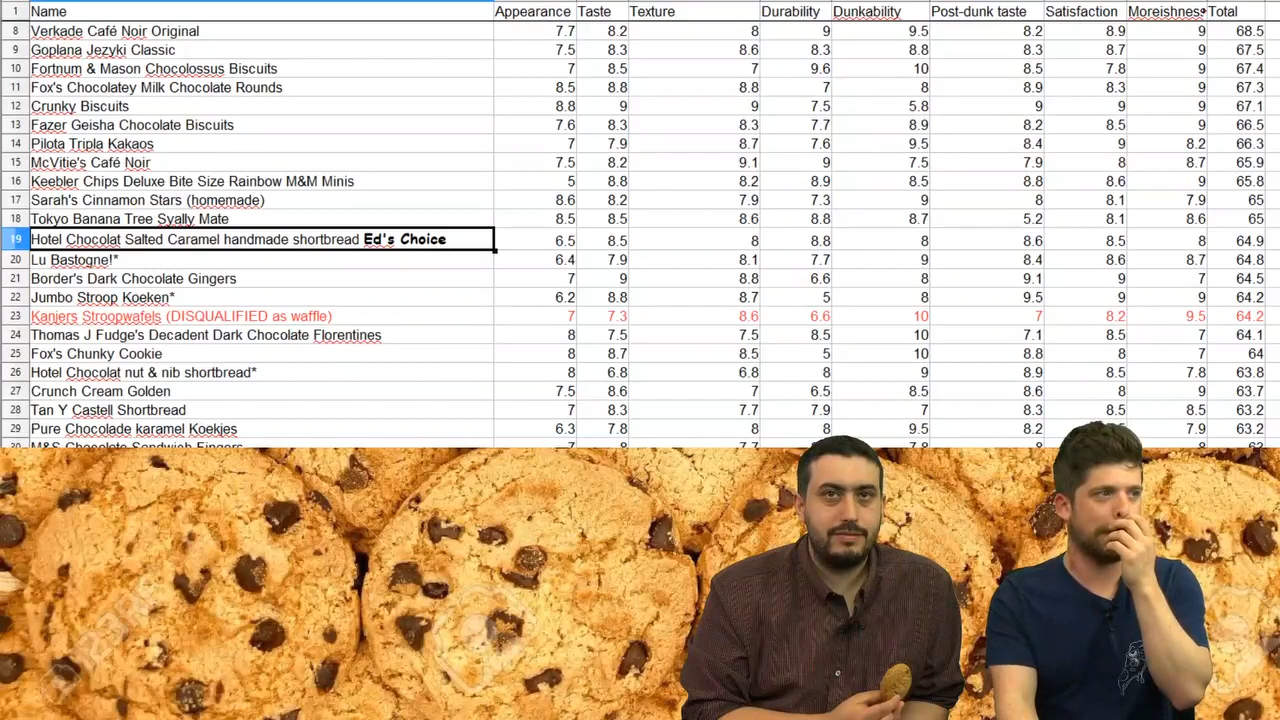 1 Name Appearance Taste Texture Durability Dunkability Post-dunk taste Satisfaction Moreishness Total
8 Verkade Café Noir Original 7.7 8.2 8 9 9.5 8.2 8.9 9 68.5
9 Goplana Jezyki Classic 7.5 8.3 8.6 8.3 8.8 8.3 8.7 9 67.5
10 Fortnum & Mason Chocolossus Biscuits 7 8.5 7 9.6 10 8.5 7.8 9 67.4
11 Fox's Chocolatey Milk Chocolate Rounds 8.5 8.8 8.8 7 8 8.9 8.3 9 67.3
12 Crunky Biscuits 8.8 9 9 7.5 5.8 9 9 9 67.1
13 Fazer Geisha Chocolate Biscuits 7.6 8.3 8.3 7.7 8.9 8.2 8.5 9 66.5
14 Pilota Tripla Kakaos 7 7.9 8.7 7.6 9.5 8.4 9 8.2 66.3
15 McVitie's Café Noir 7.5 8.2 9.1 9 7.5 7.9 8 8.7 65.9
16 Keebler Chips Deluxe Bite Size Rainbow M&M Minis 5 8.8 8.2 8.9 8.5 8.8 8.6 9 65.8
17 Sarah's Cinnamon Stars (homemade) 8.6 8.2 7.9 7.3 9 8 8.1 7.9 65
18 Tokyo Banana Tree Syally Mate 8.5 8.5 8.6 8.8 8.7 5.2 8.1 8.6 65
19 Hotel Chocolat Salted Caramel handmade shortbread Ed's Choice 6.5 8.5 8 8.8 8 8.6 8.5 8 64.9
20 Lu Bastogne!* 6.4 7.9 8.1 7.7 9 8.4 8.6 8.7 64.8
21 Border's Dark Chocolate Gingers 7 9 8.8 6.6 8 9.1 9 7 64.5
22 Jumbo Stroop Koeken* 6.2 8.8 8.7 5 8 9.5 9 9 64.2
23 Kanjers Stroopwafels (DISQUALIFIED as waffle) 7 7.3 8.6 6.6 10 7 8.2 9.5 64.2
24 Thomas J Fudge's Decadent Dark Chocolate Florentines 8 7.5 7.5 8.5 10 7.1 8.5 7 64.1
25 Fox's Chunky Cookie 8 8.7 8.5 5 10 8.8 8 7 64
26 Hotel Chocolat nut & nib shortbread* 8 6.8 6.8 8 9 8.9 8.5 7.8 63.8
27 Crunch Cream Golden 7.5 8.6 7 6.5 8.5 8.6 8 9 63.7
28 Tan Y Castell Shortbread 7 8.3 7.7 7.9 7 8.3 8.5 8.5 63.2
29 Pure Chocolade karamel Koekjes 6.3 7.8 8 8 9.5 8.2 7.9 63.2
M&S Chocolate Sandwich Fingers
123RF